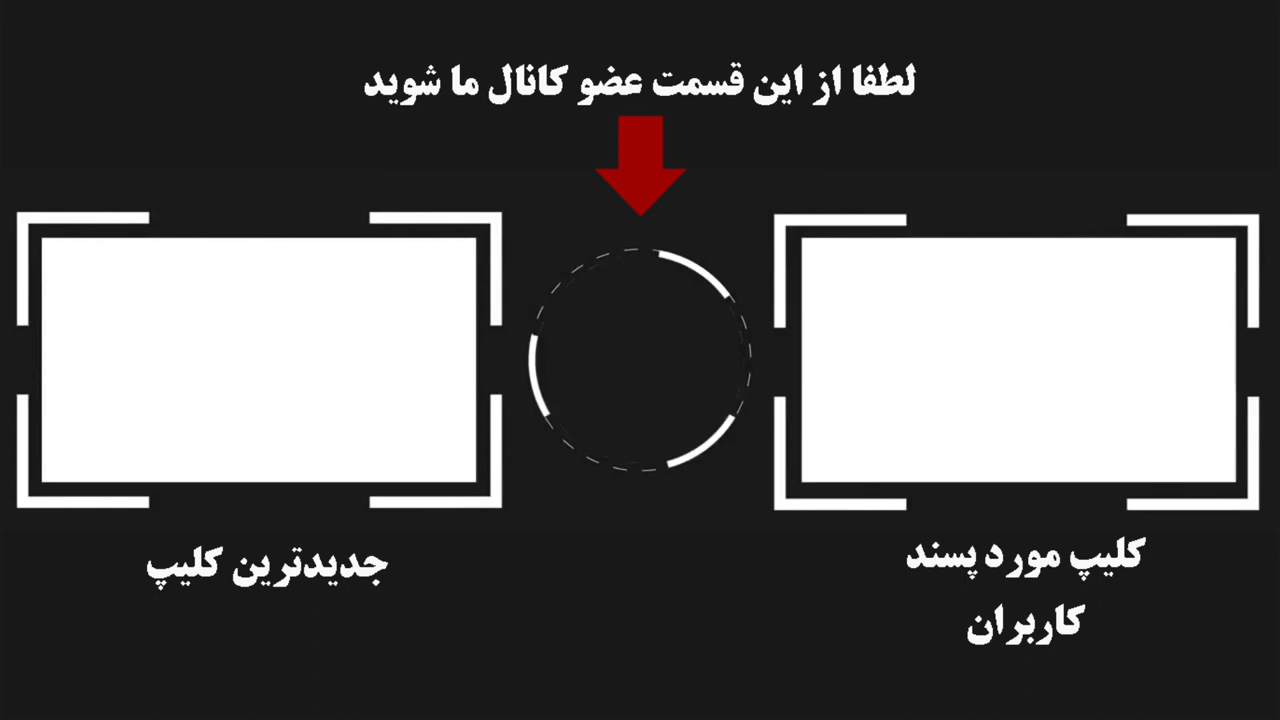 لطفا از این قسمت عضو کانال ما شوید
کلیپ مورد پسند
کاربران
جدیدترین کلیپ